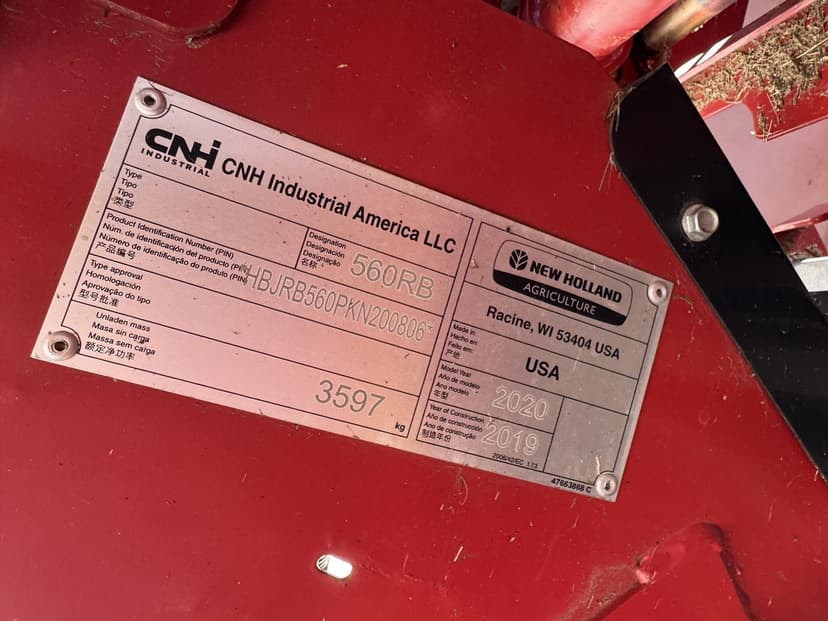 CNH
INDUSTRIAL
CNH Industrial America LLC
Type
Tipo
Tipo
类型
Designation
Designación
Designação
名称
560RB
Product Identification Number (PIN)
Núm. de identificación del producto (PIN)
Número de identificação do produto (PIN)
产品编号
*HBJRB560PKN200806*
Type approval
Homologación
Aprovação do tipo
型号批准
Unladen mass
Masa sin carga
Massa sem carga
额定净功率
3597
kg
NEW HOLLAND
AGRICULTURE
Racine, WI 53404 USA
Made in:
Hecho en:
Feito em:
产地
USA
Model Year
Año de modelo
Ano modelo
年型
2020
Year of Construction
Año de construcción
Ano de construção
制造年份
2019
2006/42/EC 1.7.3
47663868 C